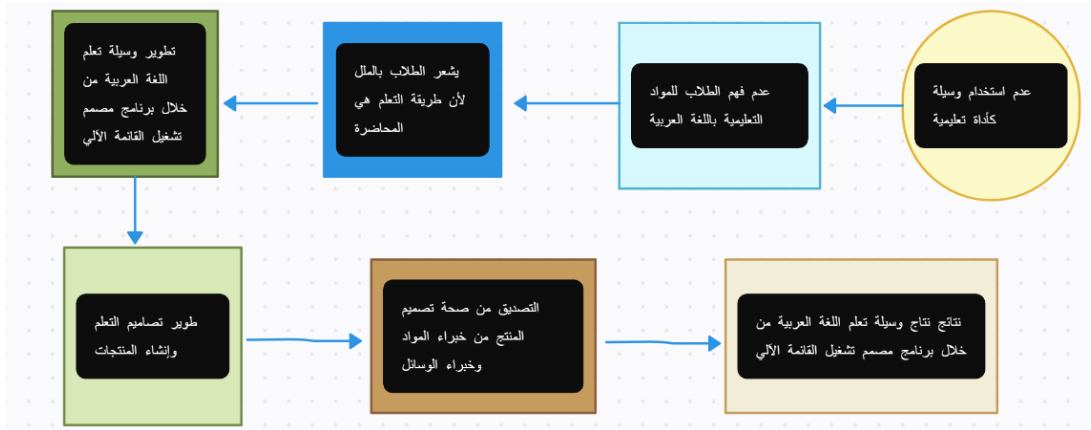 عدم استخدام وسيلة
كأداة تعليمية
عدم فهم الطلاب للمواد
التعليمية باللغة العربية
يشعر الطلاب بالملل
لأن طريقة التعلم هي
المحاضرة
تطوير وسيلة تعلم
اللغة العربية من
خلال برنامج مصمم
تشغيل القائمة الآلي
طوير تصاميم التعلم
وإنشاء المنتجات
التصديق من صحة تصميم
المنتج من خبراء المواد
وخبراء الوسائل
نتائج نتاج وسيلة تعلم اللغة العربية من
خلال برنامج مصمم تشغيل القائمة الآلي